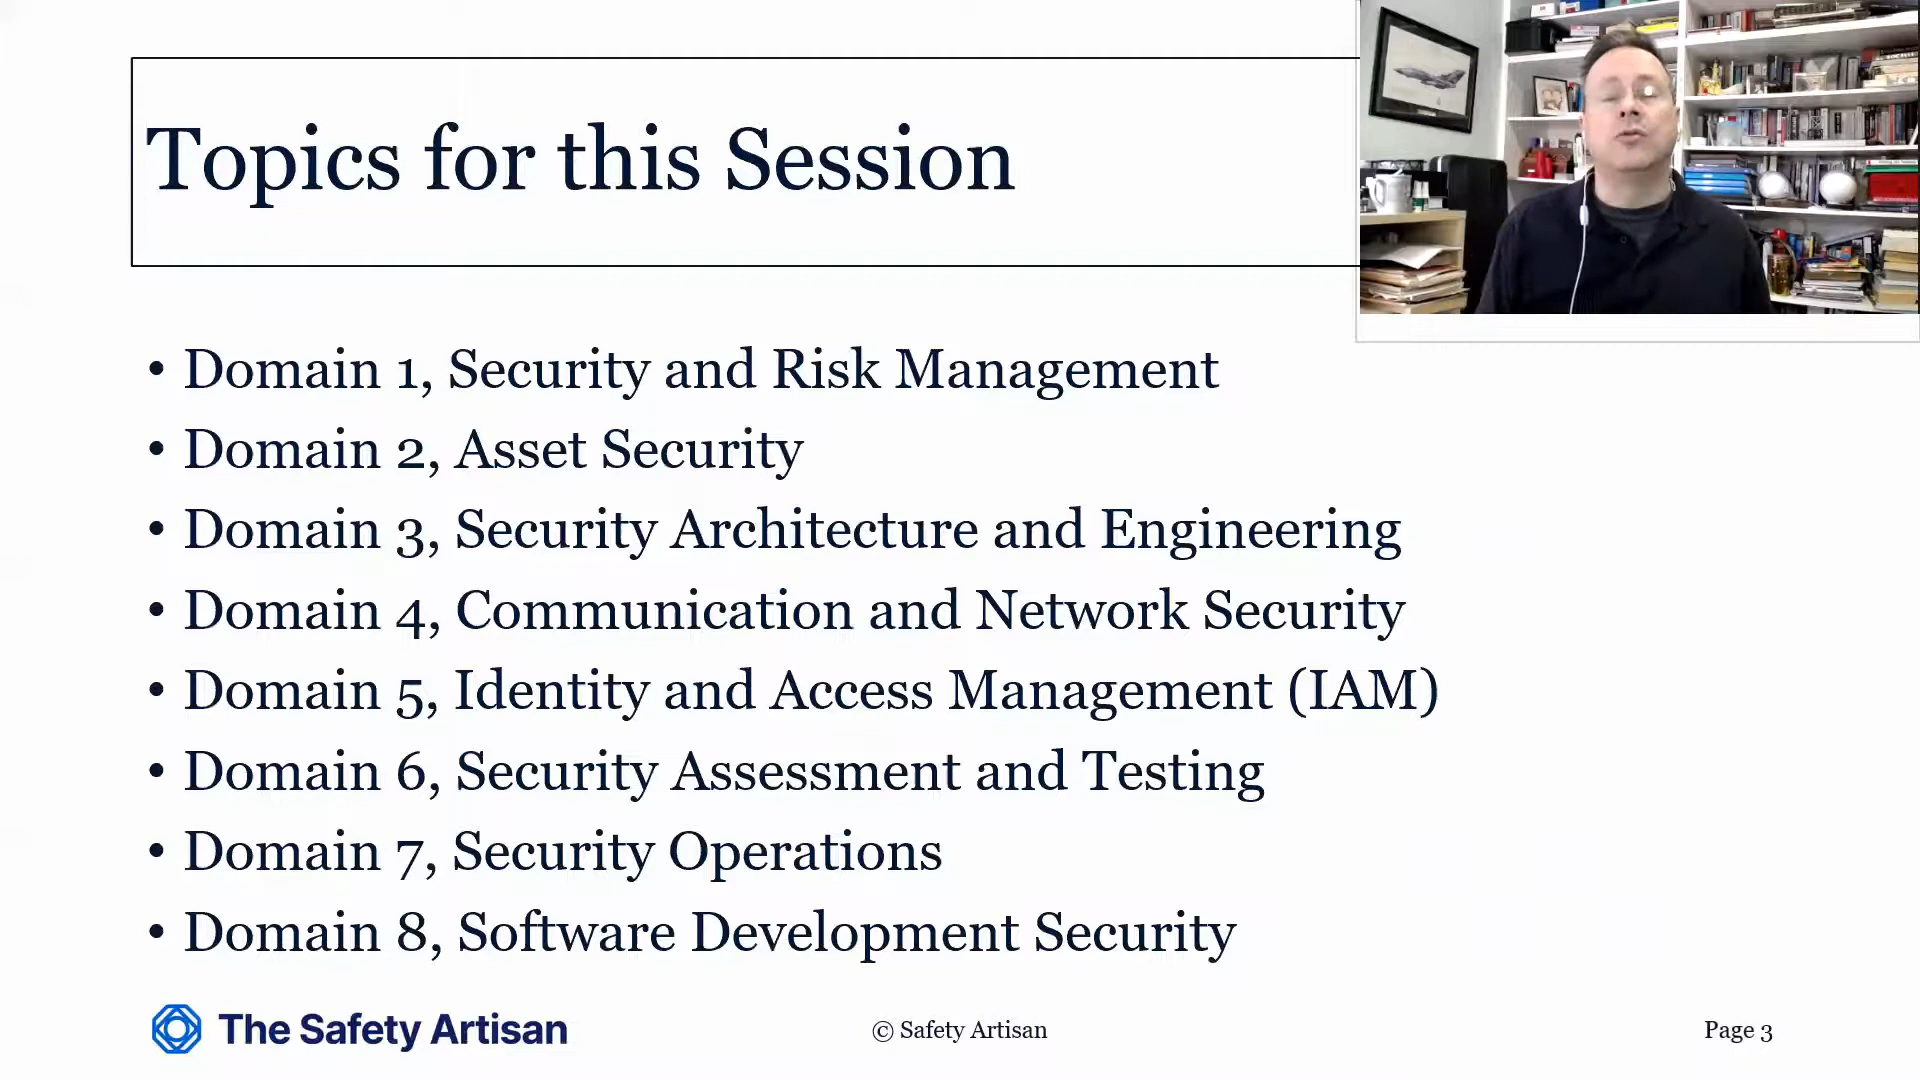 Topics for this Session
• Domain 1, Security and Risk Management
• Domain 2, Asset Security
• Domain 3, Security Architecture and Engineering
• Domain 4, Communication and Network Security
• Domain 5, Identity and Access Management (IAM)
• Domain 6, Security Assessment and Testing
• Domain 7, Security Operations
• Domain 8, Software Development Security
The Safety Artisan
© Safety Artisan
Page 3